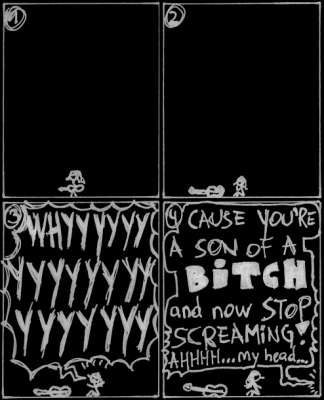 1
2
3
WHYYYYYY
YYYYYYYY
YYYYYYY
4
CAUSE YOU'RE
A SON OF A
BiTCH
and now STOP
SCREAMiNG!
AHHHH...my head...